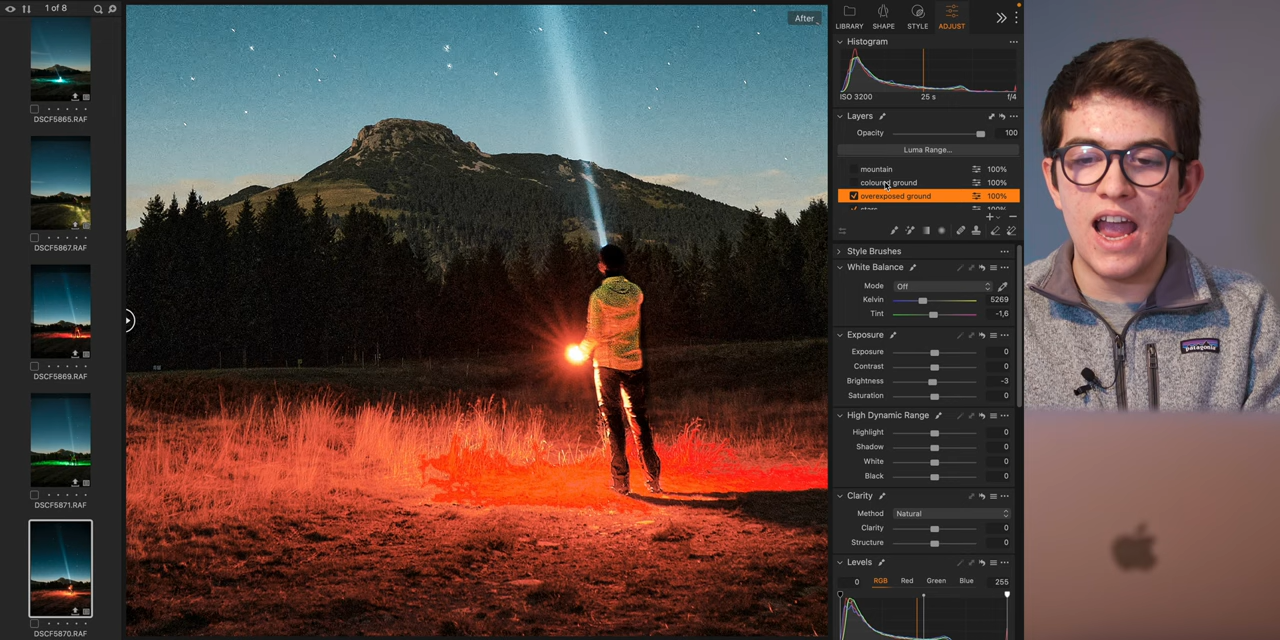 1 of 8
DSCF5865.RAF
DSCF5867.RAF
DSCF5869.RAF
DSCF5871.RAF
DSCF5870.RAF
After
LIBRARY SHAPE STYLE ADJUST
Histogram
ISO 3200 25 s f/4
Layers
Opacity 100
Luma Range...
mountain 100%
coloured ground 100%
overexposed ground 100%
Style Brushes
White Balance
Mode Off
Kelvin 5269
Tint -1,6
Exposure
Exposure 0
Contrast 0
Brightness -3
Saturation 0
High Dynamic Range
Highlight 0
Shadow 0
White 0
Black 0
Clarity
Method Natural
Clarity 0
Structure 0
Levels
0 RGB Red Green Blue 255
patagonia